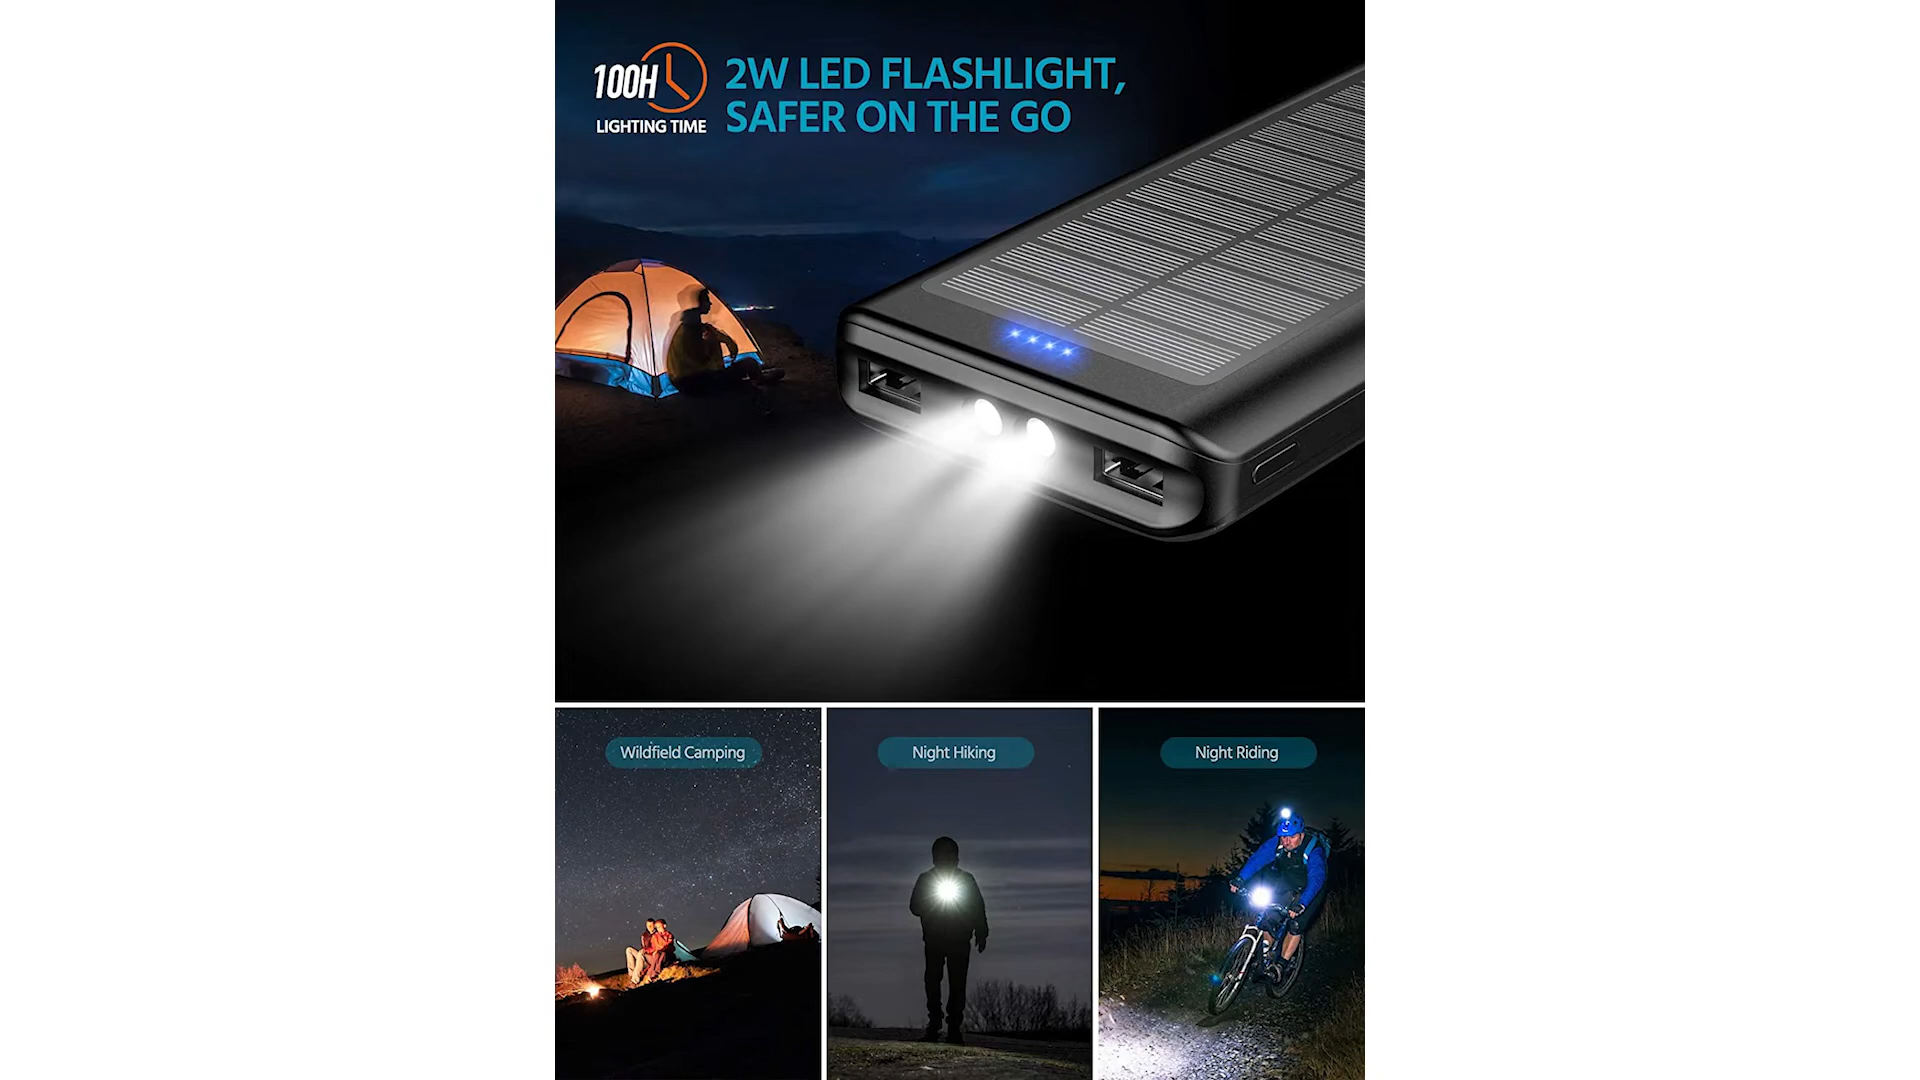 100H
LIGHTING TIME
2W LED FLASHLIGHT,
SAFER ON THE GO
Wildfield Camping
Night Hiking
Night Riding